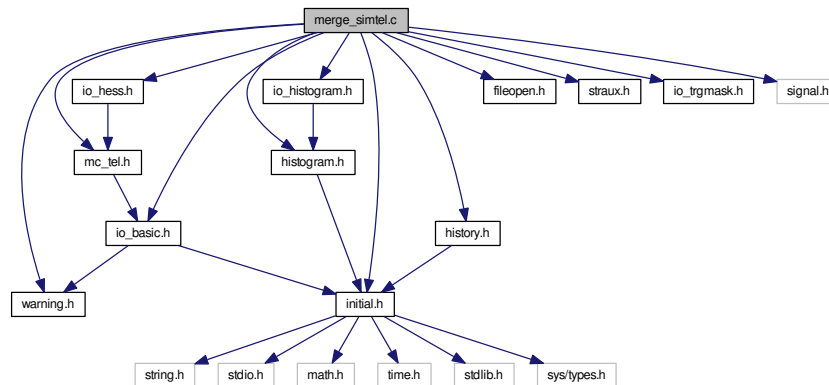 merge_simtel.c
io_hess.h
io_histogram.h
fileopen.h
straux.h
io_trgmask.h
signal.h
mc_tel.h
histogram.h
io_basic.h
history.h
warning.h
initial.h
string.h
stdio.h
math.h
time.h
stdlib.h
sys/types.h